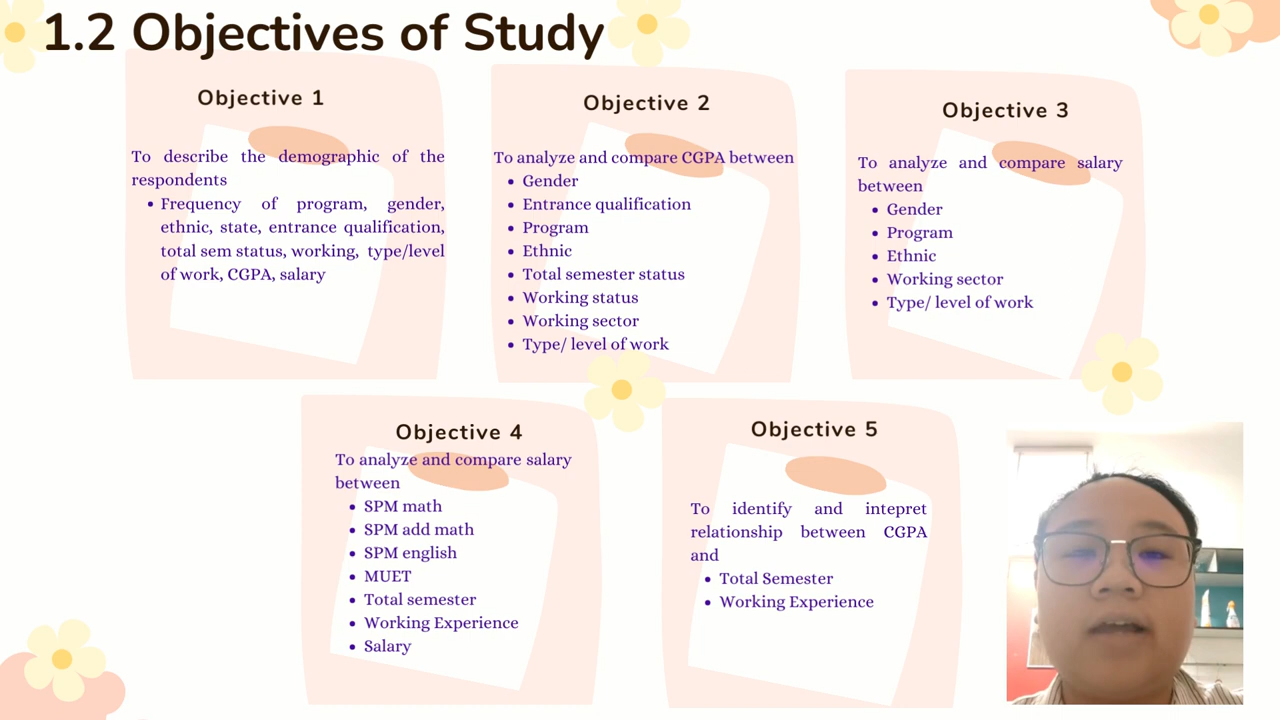 1.2 Objectives of Study
Objective 1
To describe the demographic of the
respondents
• Frequency of program, gender,
ethnic, state, entrance qualification,
total sem status, working, type/level
of work, CGPA, salary
Objective 2
To analyze and compare CGPA between
• Gender
• Entrance qualification
• Program
• Ethnic
• Total semester status
• Working status
• Working sector
• Type/ level of work
Objective 3
To analyze and compare salary
between
• Gender
• Program
• Ethnic
• Working sector
• Type/ level of work
Objective 4
To analyze and compare salary
between
• SPM math
• SPM add math
• SPM english
• MUET
• Total semester
• Working Experience
• Salary
Objective 5
To identify and intepret
relationship between CGPA
and
• Total Semester
• Working Experience